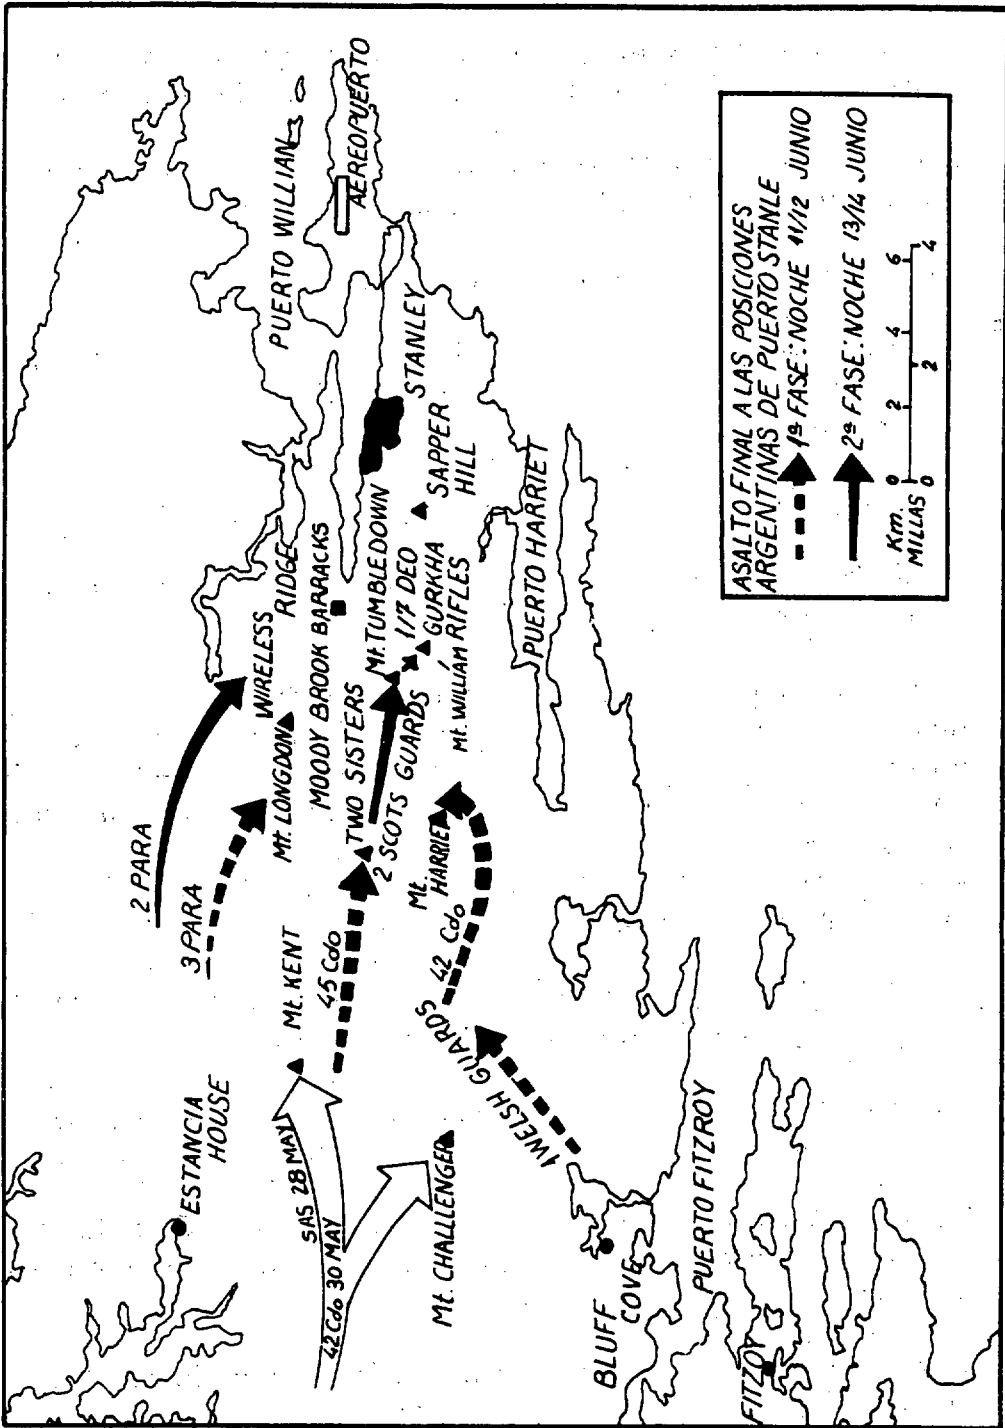 2 PARA
3 PARA
ESTANCIA
HOUSE
SAS 28 MAY
42 Cdo 30 MAY
Mt. KENT
45 Cdo
Mt. CHALLENGER
Mt. LONGDON
WIRELESS
RIDGE
MOODY BROOK BARACKS
TWO SISTERS
2 SCOTS GUARDS
Mt. TUMBLEDOWN
1/7 DEO
GURKHA
RIFLES
Mt. WILLIAM
Mt.
HARRIET
42 Cdo
1 WELSH GUARDS
SAPPER
HILL
STANLEY
PUERTO WILLIAN
AEREOPUERTO
PUERTO HARRIET
BLUFF
COVE
PUERTO FITZROY
FITZOY
ASALTO FINAL A LAS POSICIONES
ARGENTINAS DE PUERTO STANLE
1ª FASE: NOCHE 11/12 JUNIO
2ª FASE: NOCHE 13/14 JUNIO
Km. 0 2 4 6
MILLAS 0 2 4